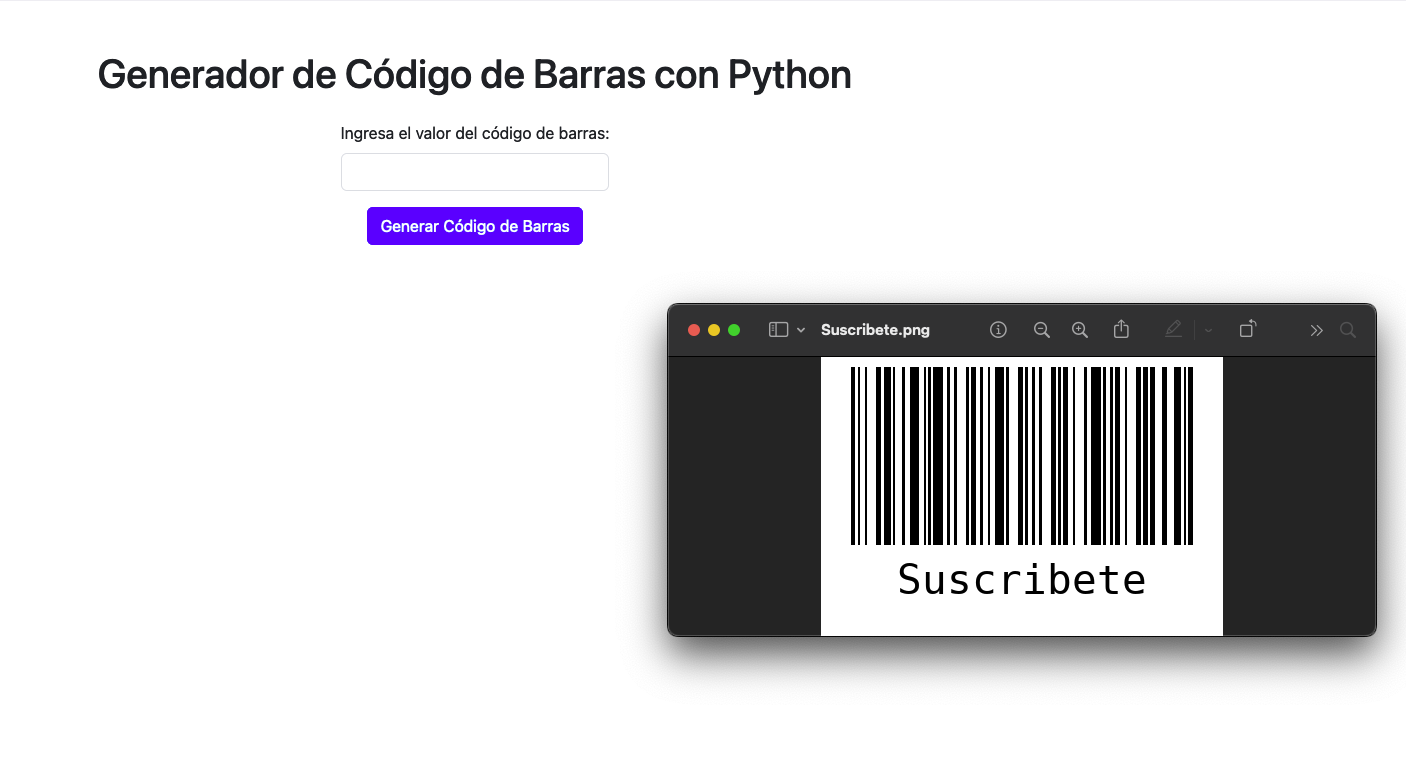 Generador de Código de Barras con Python
Ingresa el valor del código de barras:
Generar Código de Barras
Suscribete.png
Suscribete